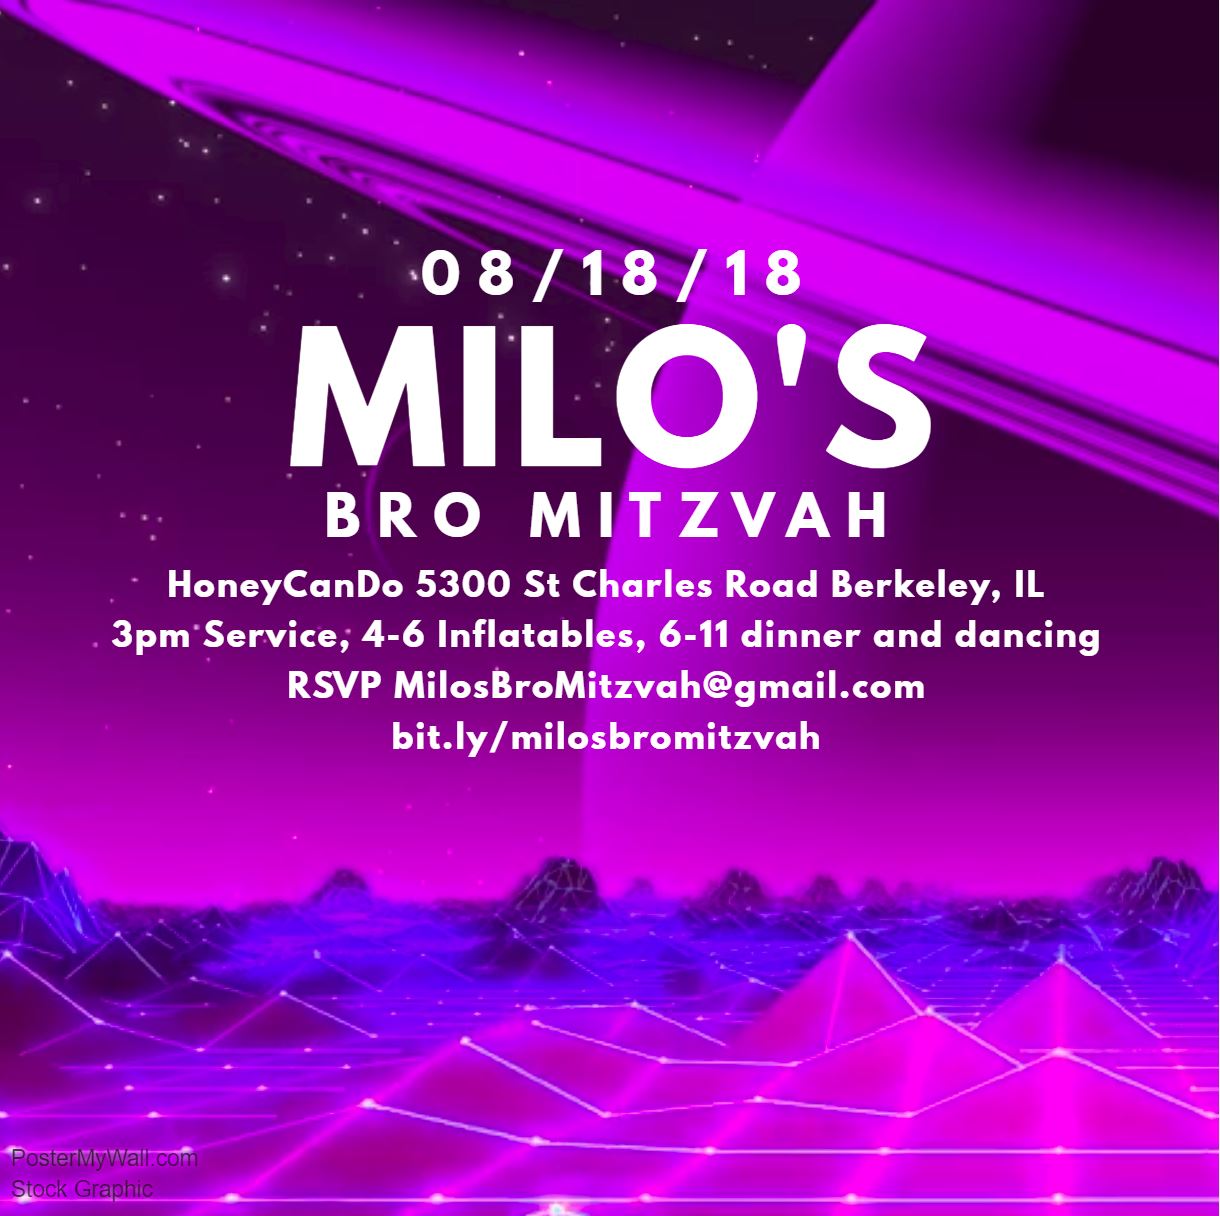 08/18/18
MILO'S
BRO MITZVAH
HoneyCanDo 5300 St Charles Road Berkeley, IL
3pm Service, 4-6 Inflatables, 6-11 dinner and dancing
RSVP MilosBroMitzvah@gmail.com
bit.ly/milosbromitzvah
PosterMyWall.com
Stock Graphic